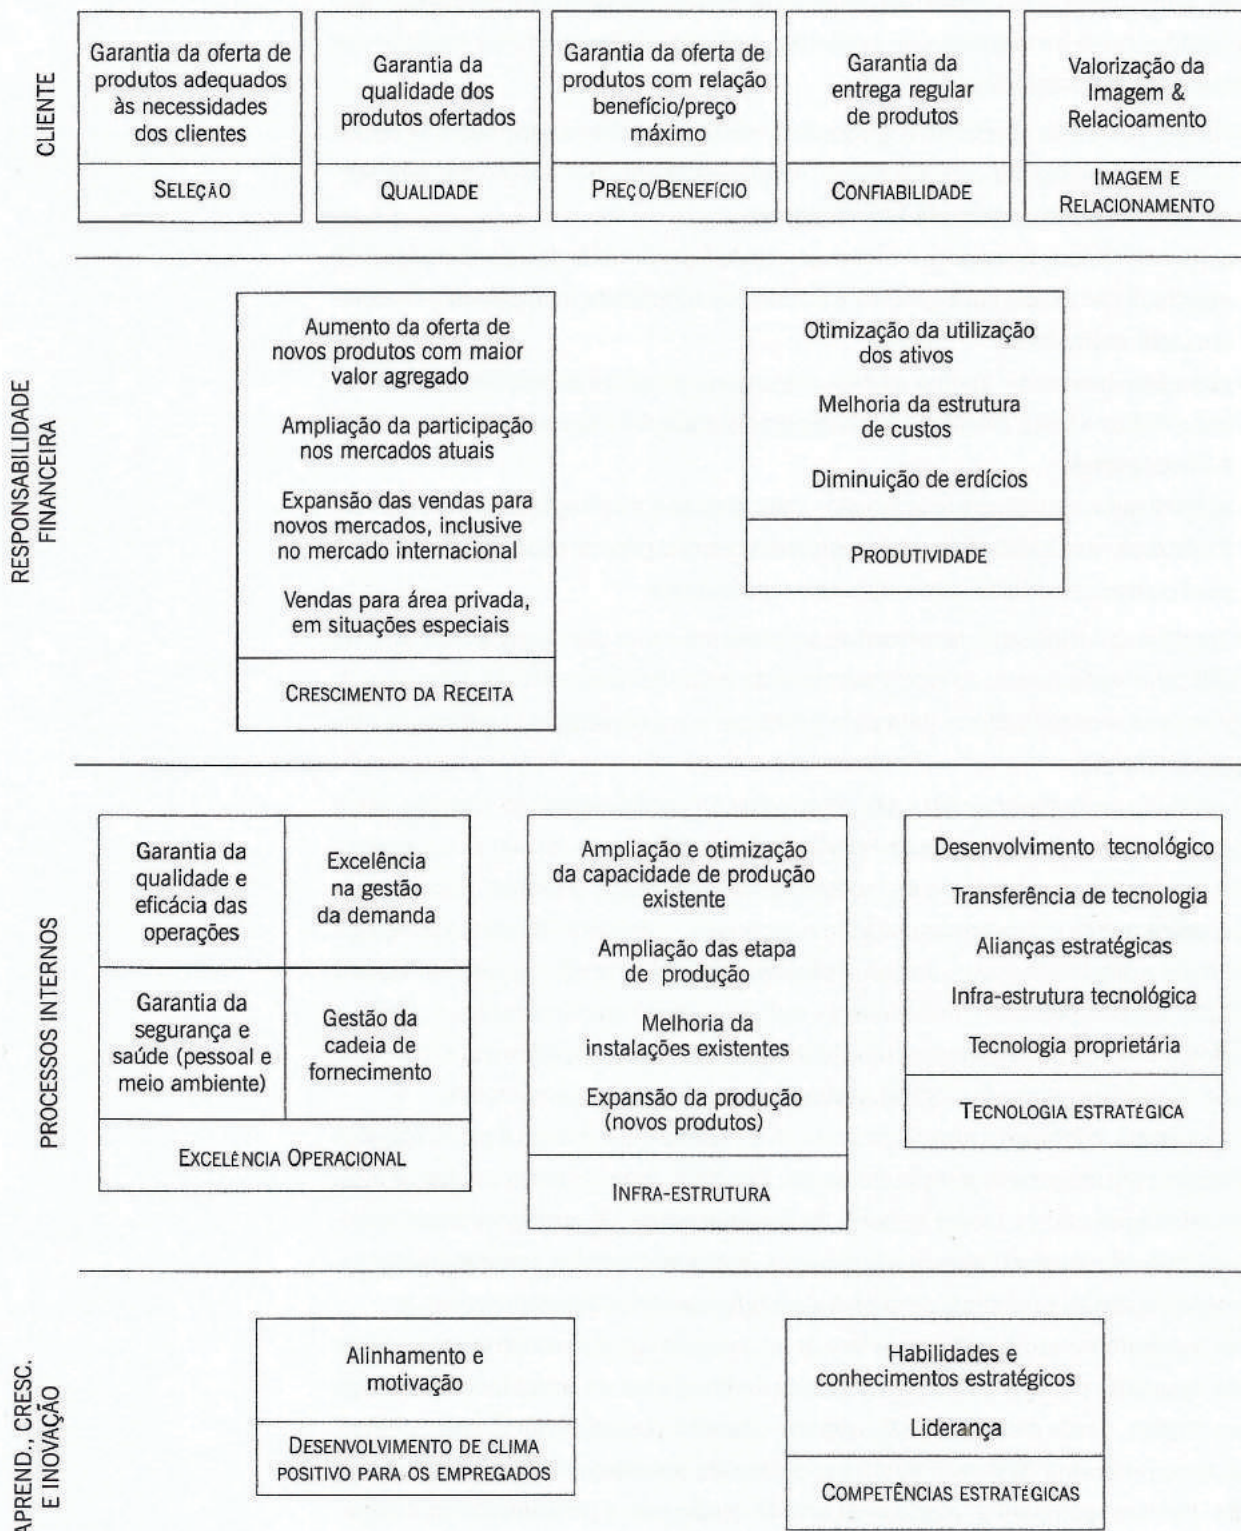 CLIENTE
Garantia da oferta de
produtos adequados
às necessidades
dos clientes
SELEÇÃO
Garantia da
qualidade dos
produtos ofertados
QUALIDADE
Garantia da oferta de
produtos com relação
benefício/preço
máximo
PREÇO/BENEFÍCIO
Garantia da
entrega regular
de produtos
CONFIABILIDADE
Valorização da
Imagem &
Relacioamento
IMAGEM E
RELACIONAMENTO
RESPONSABILIDADE
FINANCEIRA
Aumento da oferta de
novos produtos com maior
valor agregado
Ampliação da participação
nos mercados atuais
Expansão das vendas para
novos mercados, inclusive
no mercado internacional
Vendas para área privada,
em situações especiais
CRESCIMENTO DA RECEITA
Otimização da utilização
dos ativos
Melhoria da estrutura
de custos
Diminuição de erdícios
PRODUTIVIDADE
PROCESSOS INTERNOS
Garantia da
qualidade e
eficácia das
operações
Excelência
na gestão
da demanda
Garantia da
segurança e
saúde (pessoal e
meio ambiente)
Gestão da
cadeia de
fornecimento
EXCELÊNCIA OPERACIONAL
Ampliação e otimização
da capacidade de produção
existente
Ampliação das etapa
de produção
Melhoria da
instalações existentes
Expansão da produção
(novos produtos)
INFRA-ESTRUTURA
Desenvolvimento tecnológico
Transferência de tecnologia
Alianças estratégicas
Infra-estrutura tecnológica
Tecnologia proprietária
TECNOLOGIA ESTRATÉGICA
APREND., CRESC.
E INOVAÇÃO
Alinhamento e
motivação
DESENVOLVIMENTO DE CLIMA
POSITIVO PARA OS EMPREGADOS
Habilidades e
conhecimentos estratégicos
Liderança
COMPETÊNCIAS ESTRATÉGICAS